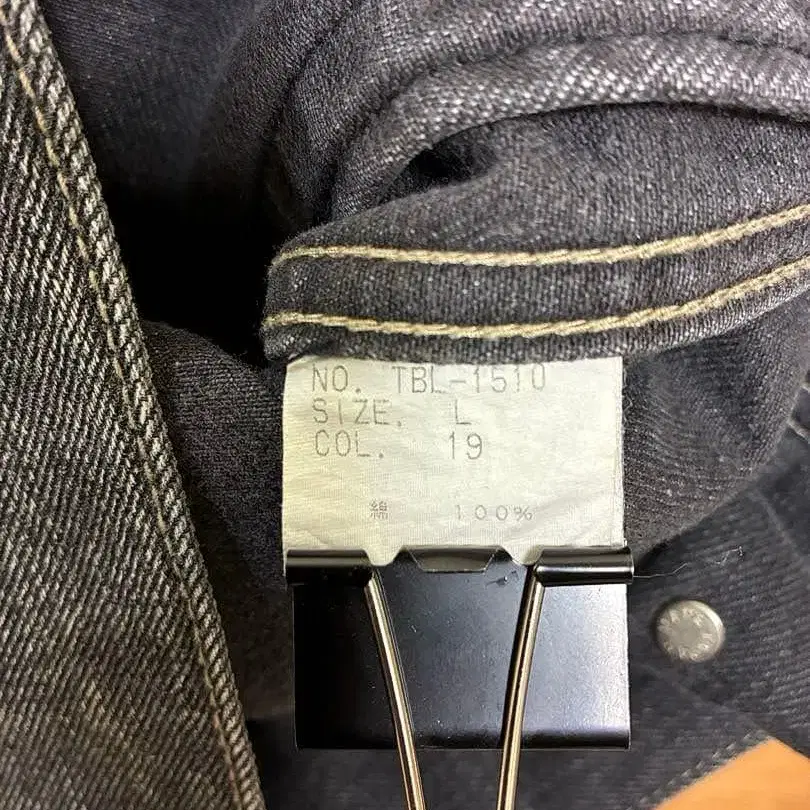 NO. TBL-1510
SIZE. L
COL. 19
綿 100%